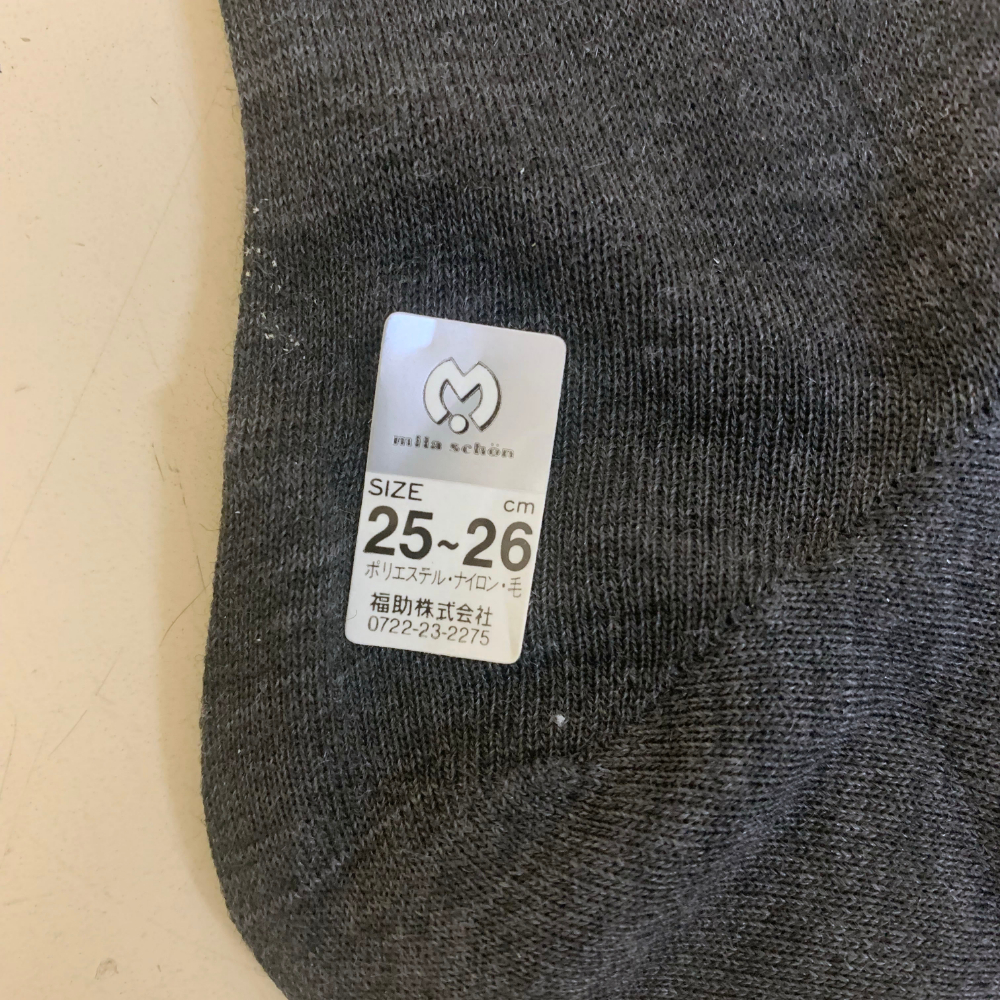 mila schön
SIZE
cm
25~26
ポリエステル・ナイロン・毛
福助株式会社
0722-23-2275